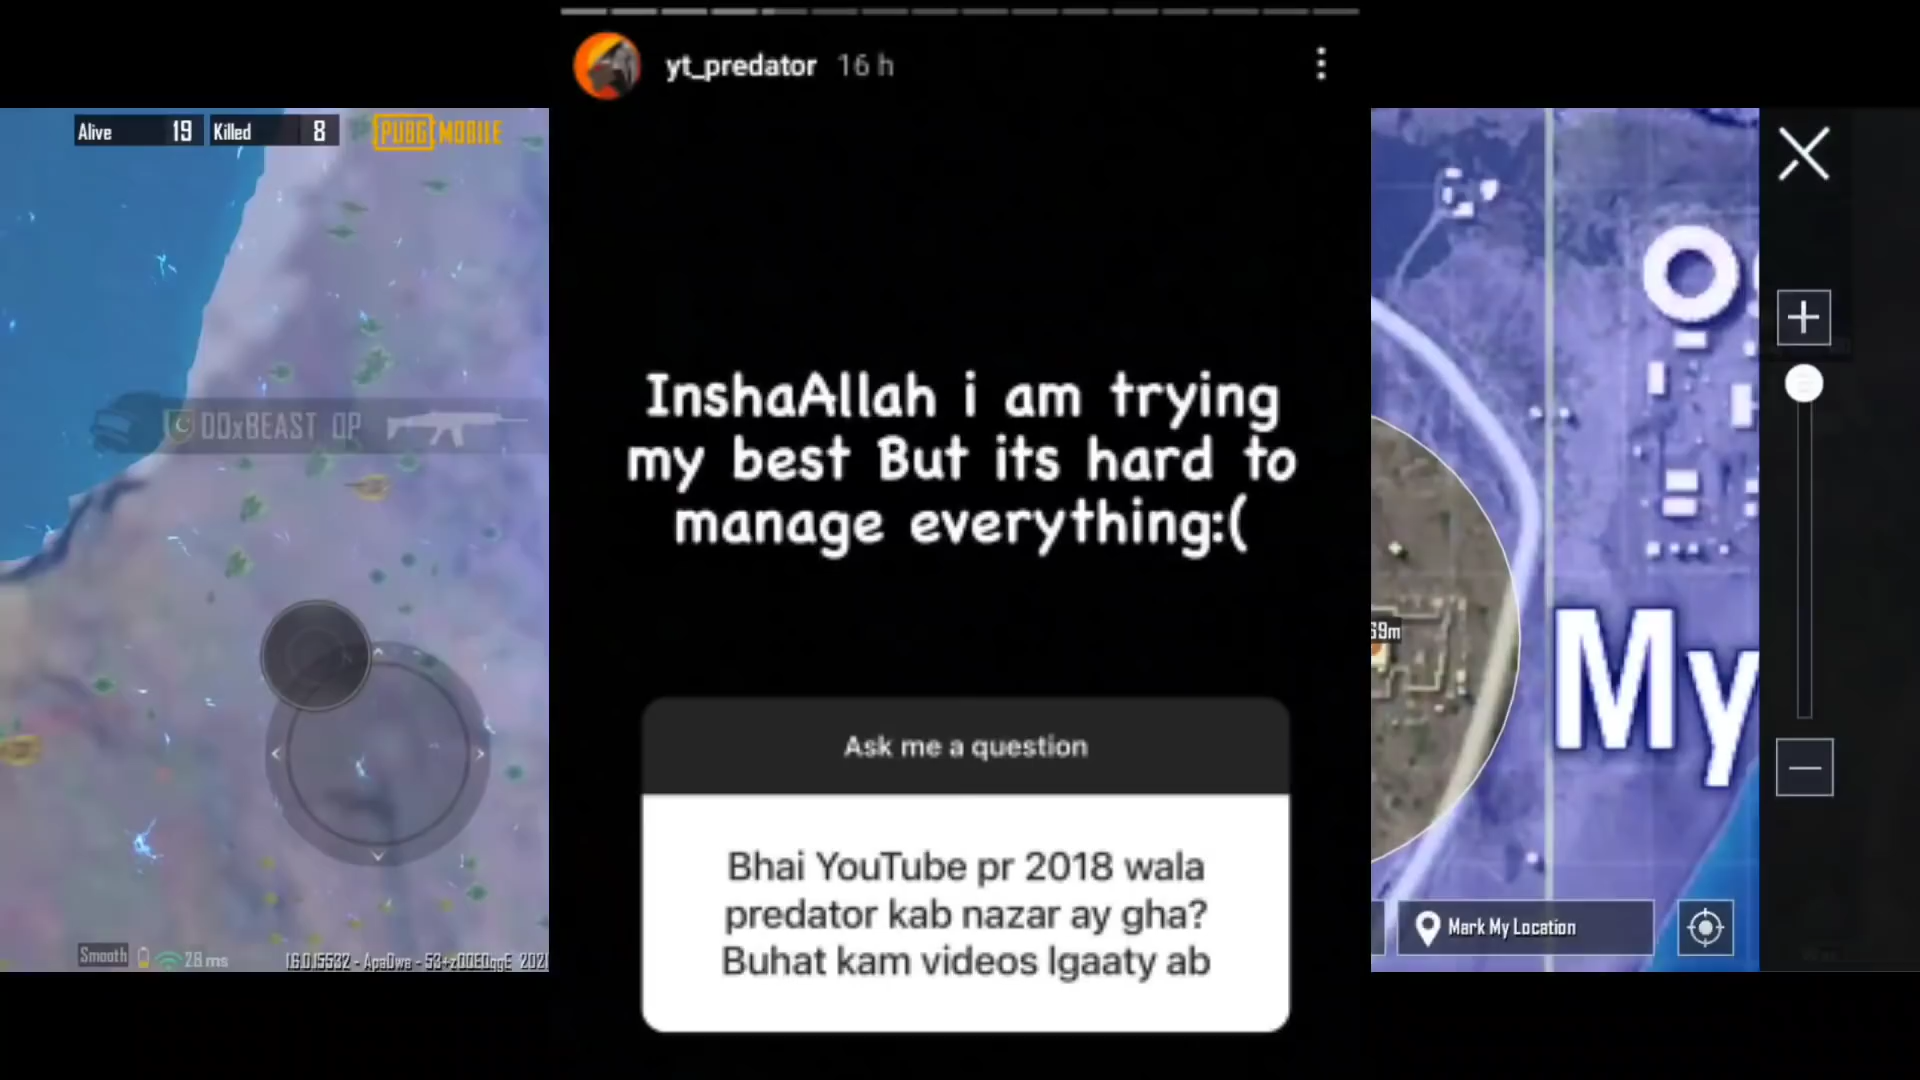 yt_predator 16 h
Alive 19 Killed 8 PUBG MOBILE
DOxBEAST OP
InshaAllah i am trying
my best But its hard to
manage everything:(
69m
My
Ask me a question
Bhai YouTube pr 2018 wala
predator kab nazar ay gha?
Buhat kam videos lgaaty ab
Mark My Location
Smooth 28 ms